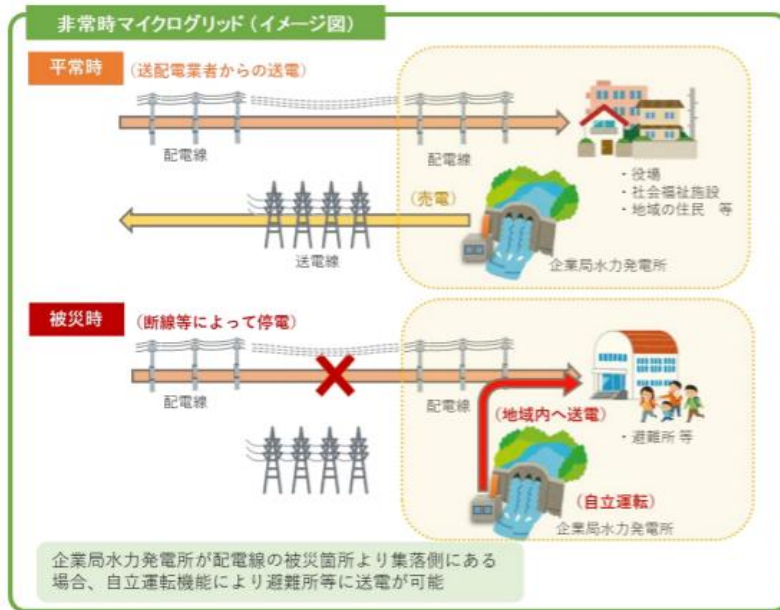 非常時マイクログリッド（イメージ図）
平常時
（送配電業者からの送電）
配電線
配電線
・役場
・社会福祉施設
・地域の住民　等
（売電）
送電線
企業局水力発電所
被災時
（断線等によって停電）
配電線
配電線
（地域内へ送電）
・避難所 等
（自立運転）
企業局水力発電所
企業局水力発電所が配電線の被災箇所より集落側にある
場合、自立運転機能により避難所等に送電が可能